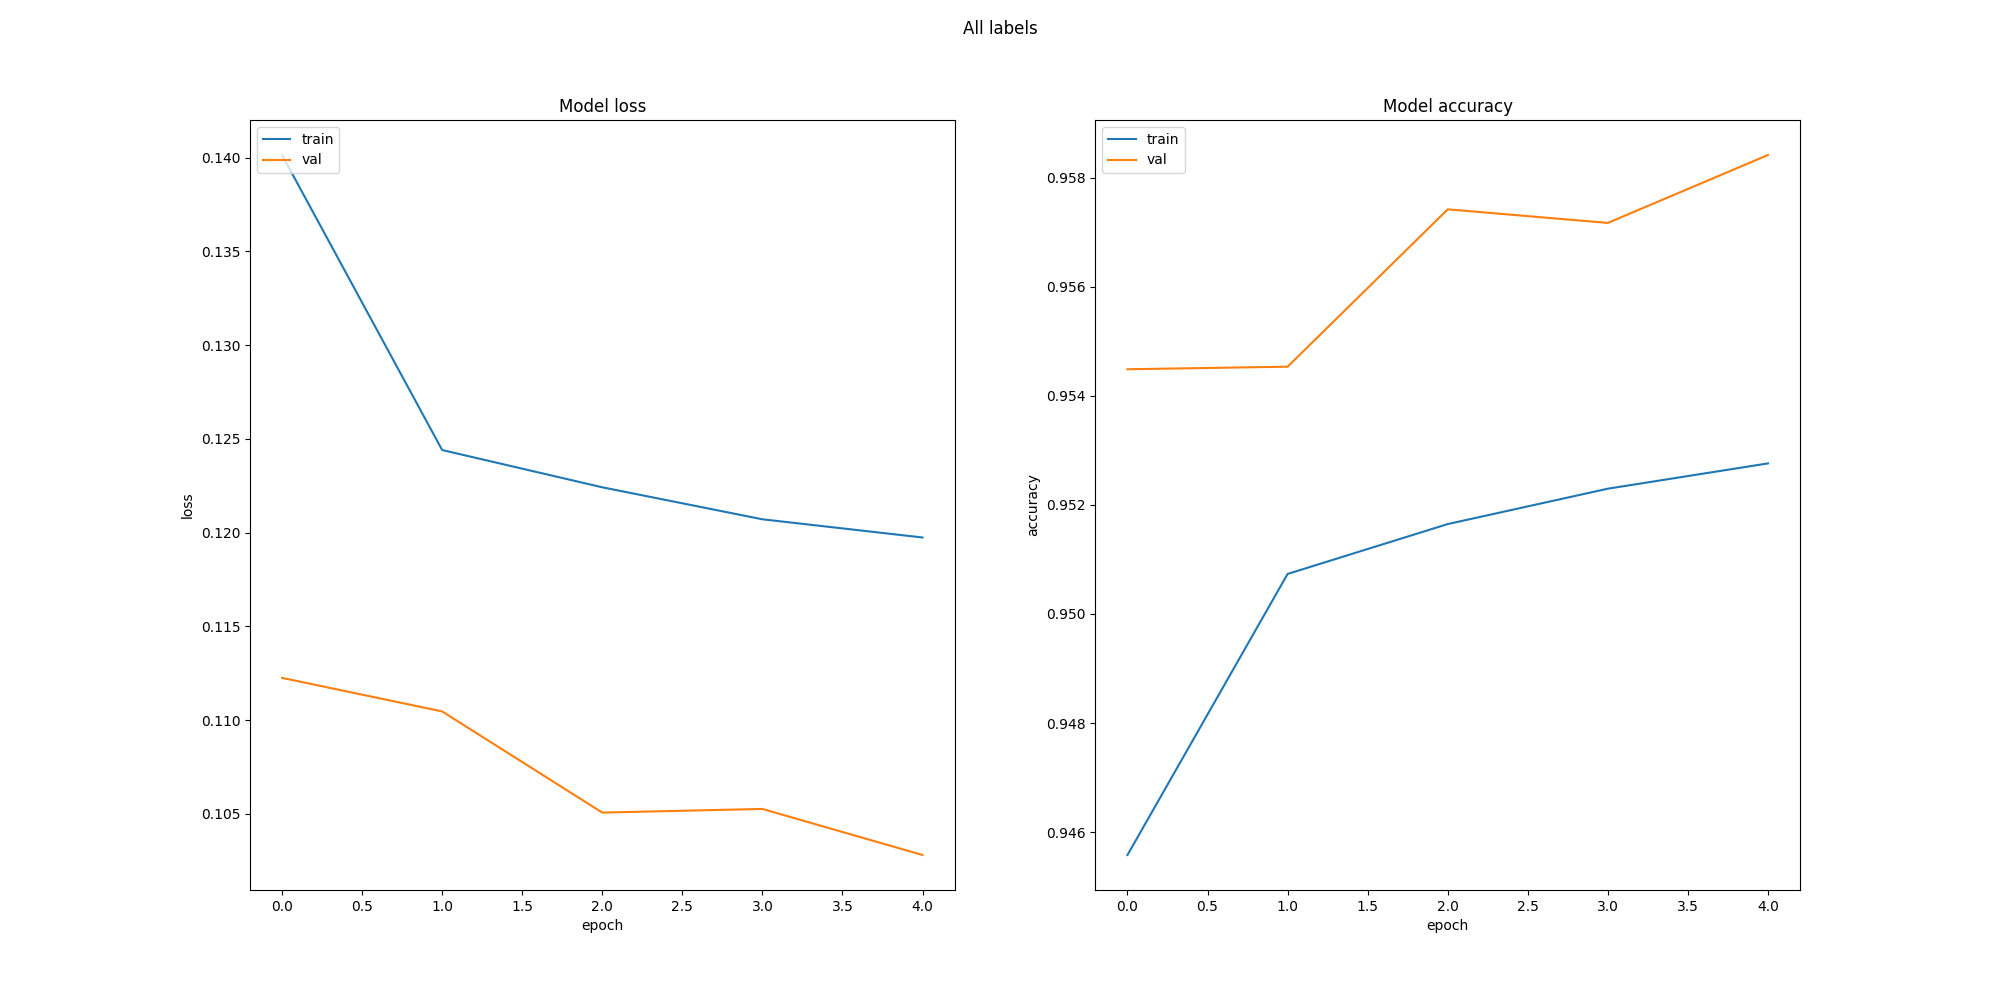 All labels
Model loss
train
val
0.140
0.135
0.130
0.125
0.120
0.115
0.110
0.105
loss
0.0 0.5 1.0 1.5 2.0 2.5 3.0 3.5 4.0
epoch
Model accuracy
train
val
0.958
0.956
0.954
0.952
0.950
0.948
0.946
accuracy
0.0 0.5 1.0 1.5 2.0 2.5 3.0 3.5 4.0
epoch